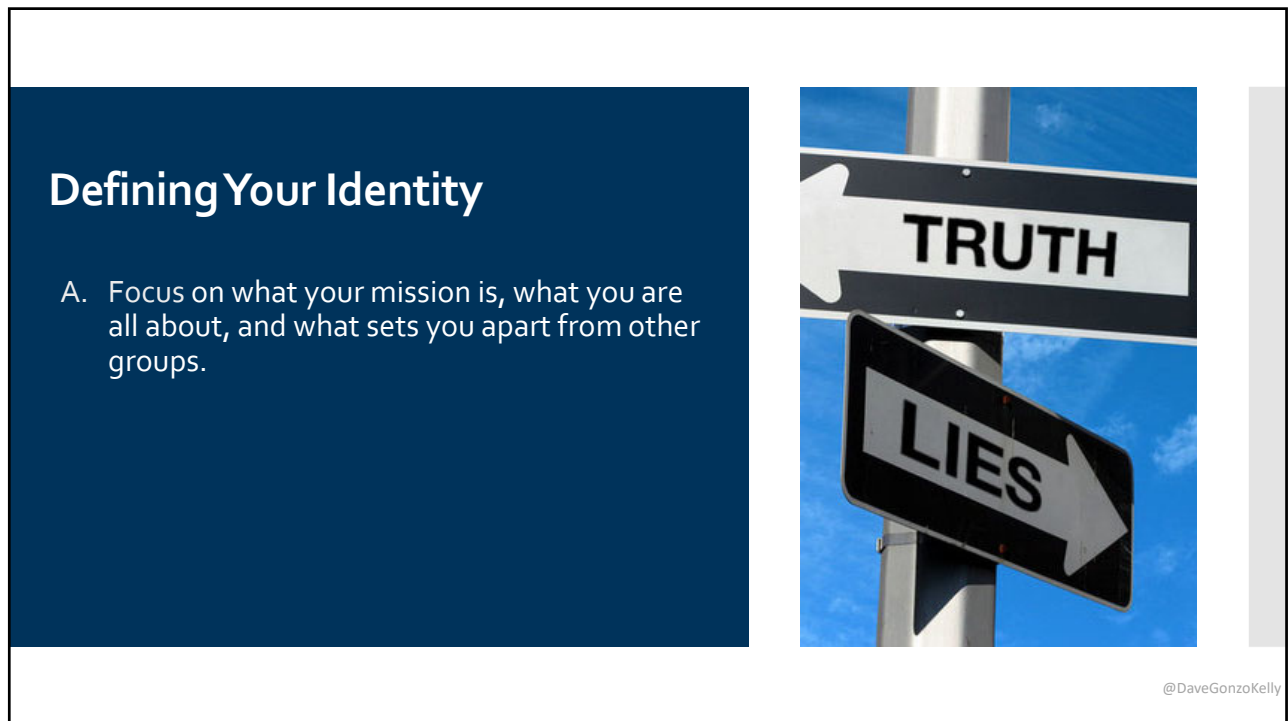 Defining Your Identity
A. Focus on what your mission is, what you are
all about, and what sets you apart from other
groups.
TRUTH
LIES
@DaveGonzoKelly